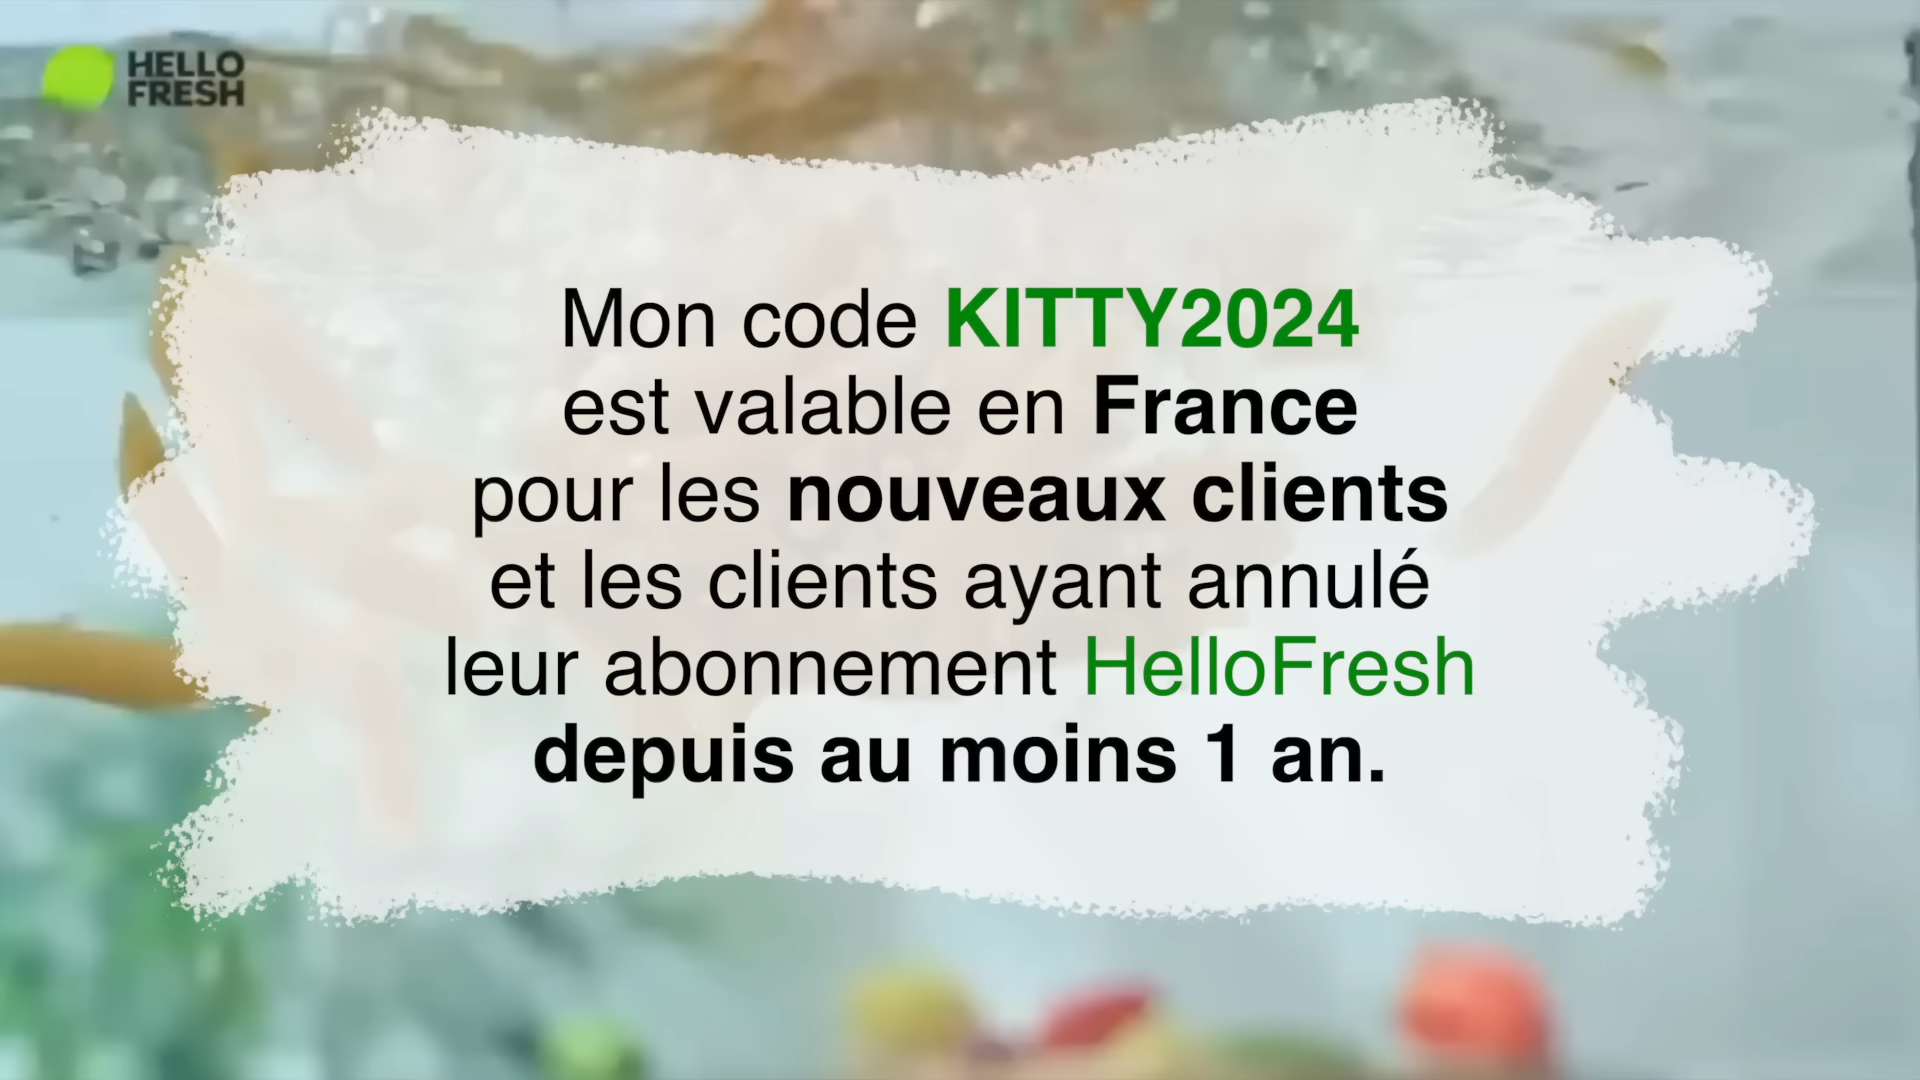 HELLO
FRESH
Mon code KITTY2024
est valable en France
pour les nouveaux clients
et les clients ayant annulé
leur abonnement HelloFresh
depuis au moins 1 an.